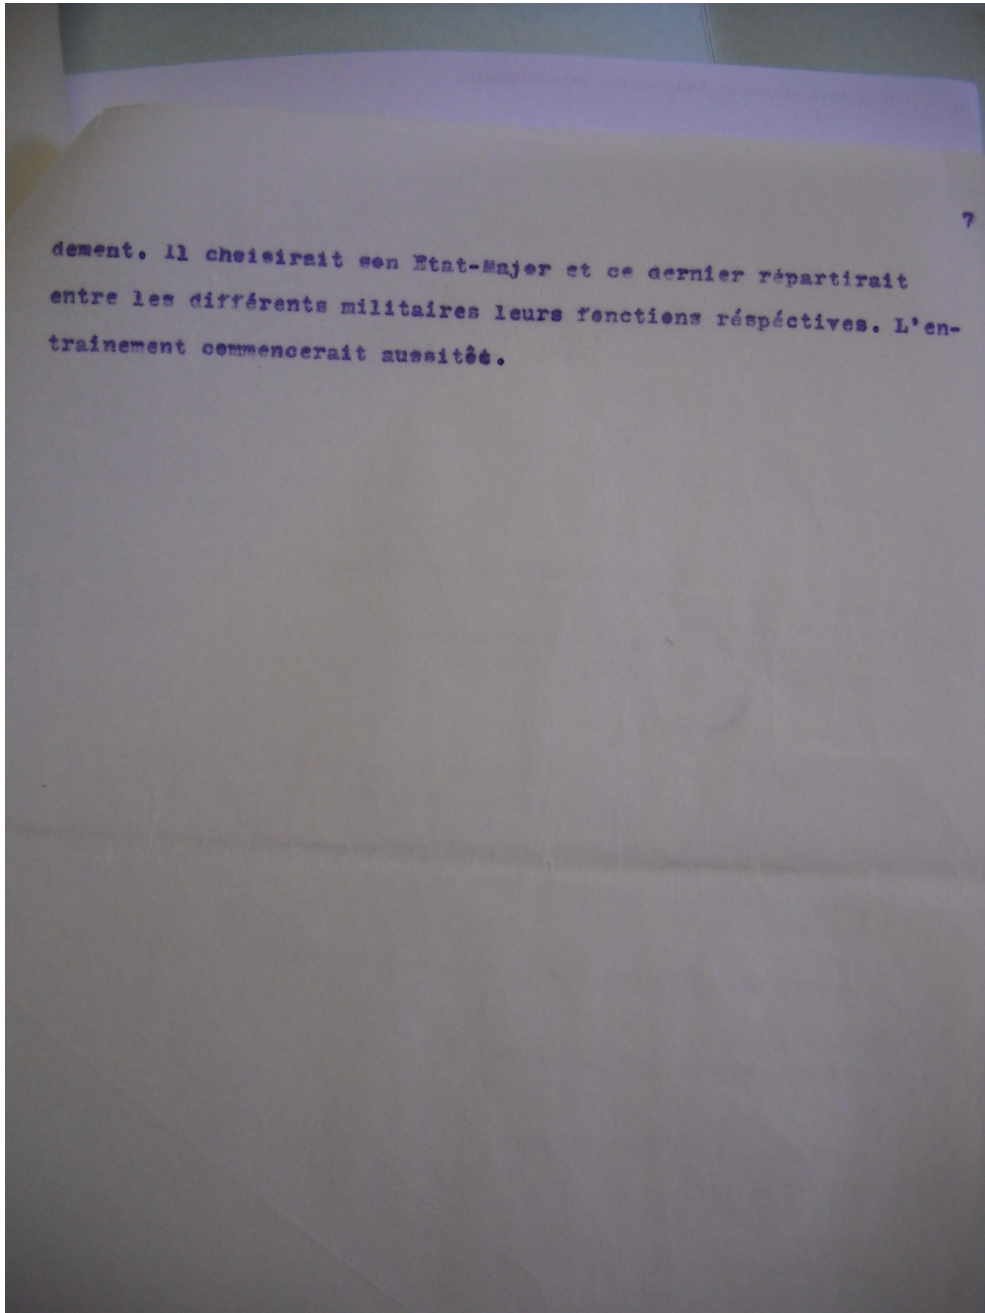 7
dement. Il choisirait son Etat-Major et ce dernier répartirait
entre les différents militaires leurs fonctions réspéctives. L'en-
trainement commencerait aussitôt.